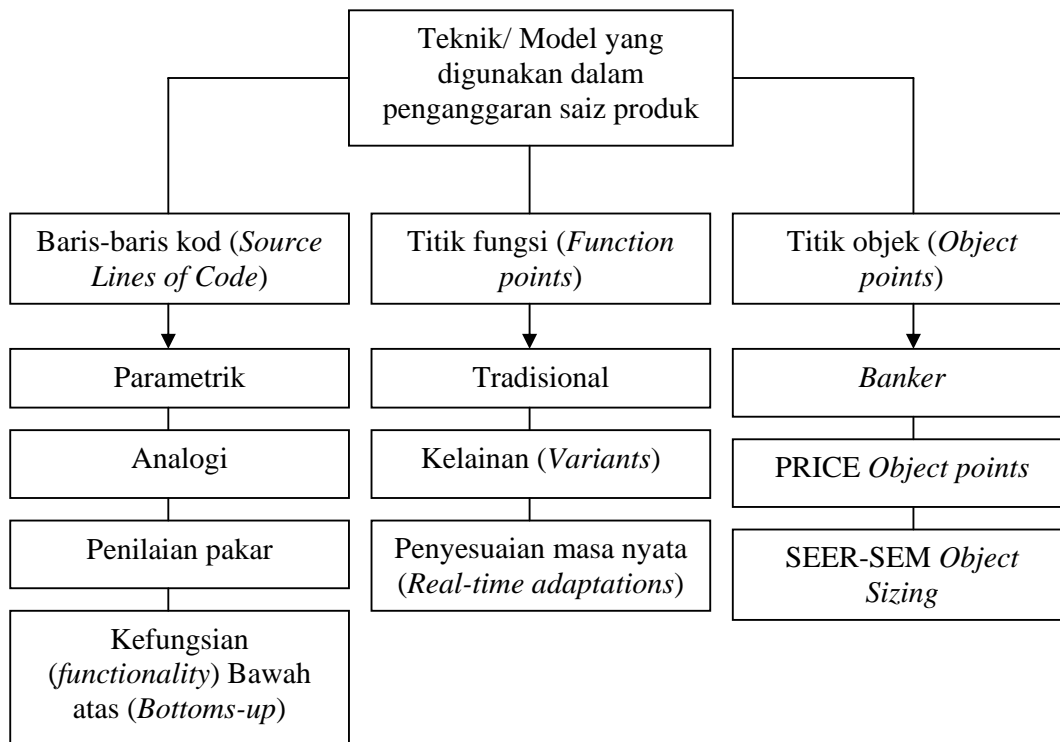 Teknik/ Model yang
digunakan dalam
penganggaran saiz produk
Baris-baris kod (Source
Lines of Code)
Titik fungsi (Function
points)
Titik objek (Object
points)
Parametrik
Tradisional
Banker
Analogi
Kelainan (Variants)
PRICE Object points
Penilaian pakar
Penyesuaian masa nyata
(Real-time adaptations)
SEER-SEM Object
Sizing
Kefungsian
(functionality) Bawah
atas (Bottoms-up)